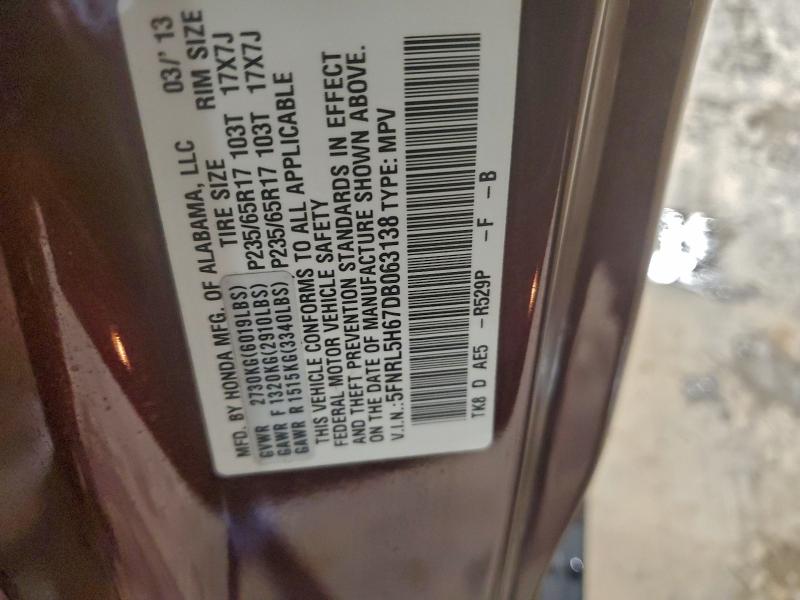 MFD. BY HONDA MFG. OF ALABAMA, LLC 03/' 13
TIRE SIZE RIM SIZE
GVWR 2730KG(6019LBS)
GAWR F 1320KG(2910LBS) P235/65R17 103T 17X7J
GAWR R 1515KG(3340LBS) P235/65R17 103T 17X7J
THIS VEHICLE CONFORMS TO ALL APPLICABLE
FEDERAL MOTOR VEHICLE SAFETY
AND THEFT PREVENTION STANDARDS IN EFFECT
ON THE DATE OF MANUFACTURE SHOWN ABOVE.
V.I.N.:5FNRL5H67DB063138 TYPE: MPV
TK8 D AE5 -R529P -F -B